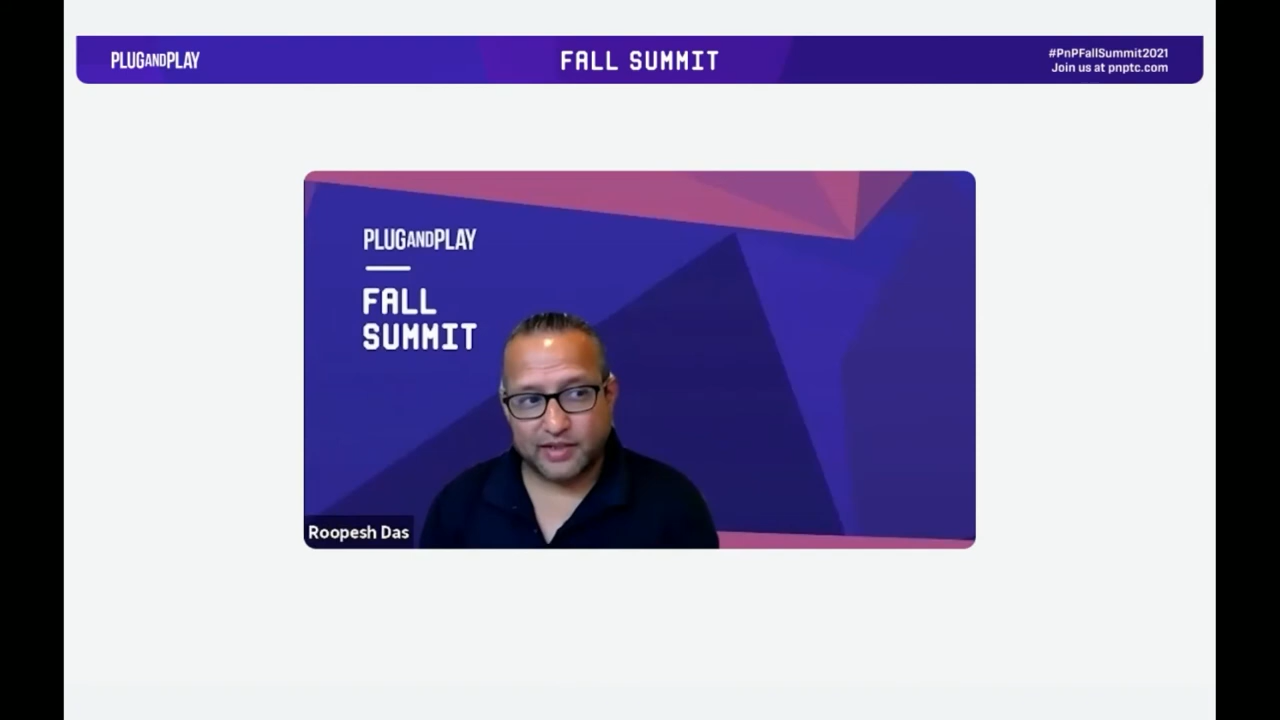 PLUGANDPLAY
FALL SUMMIT
#PnPFallSummit2021
Join us at pnptc.com
PLUGANDPLAY
FALL
SUMMIT
Roopesh Das